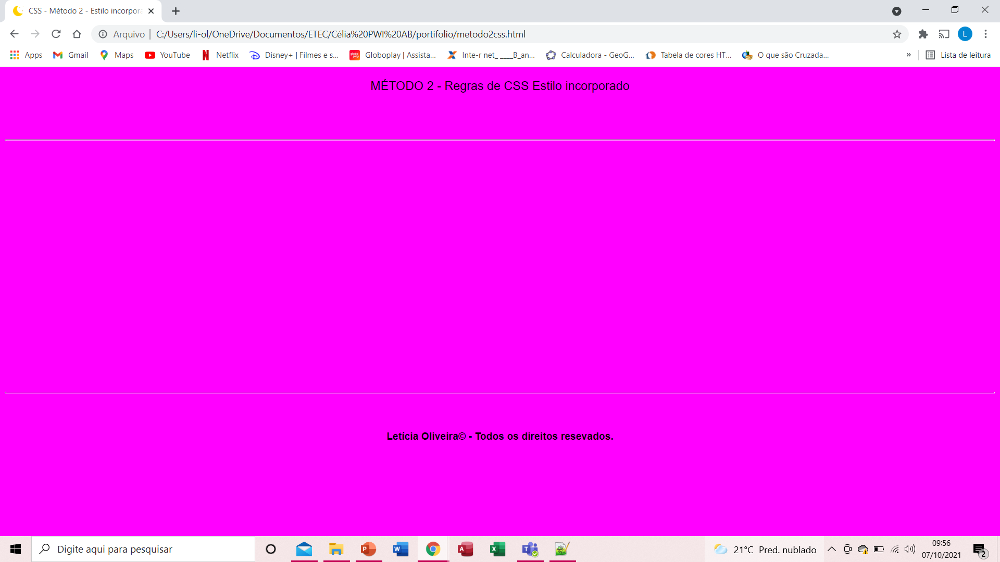 CSS - Método 2 - Estilo incorpora
Arquivo | C:/Users/li-ol/OneDrive/Documentos/ETEC/Célia%20PWI%20AB/portifolio/metodo2css.html
L
Apps Gmail Maps YouTube Netflix Disney+ | Filmes e s... Globoplay | Assista... Inte-r net_ ____B_an... Calculadora - GeoG... Tabela de cores HT... O que são Cruzada... » Lista de leitura
MÉTODO 2 - Regras de CSS Estilo incorporado
Letícia Oliveira© - Todos os direitos resevados.
Digite aqui para pesquisar
21°C Pred. nublado
09:56
07/10/2021
2